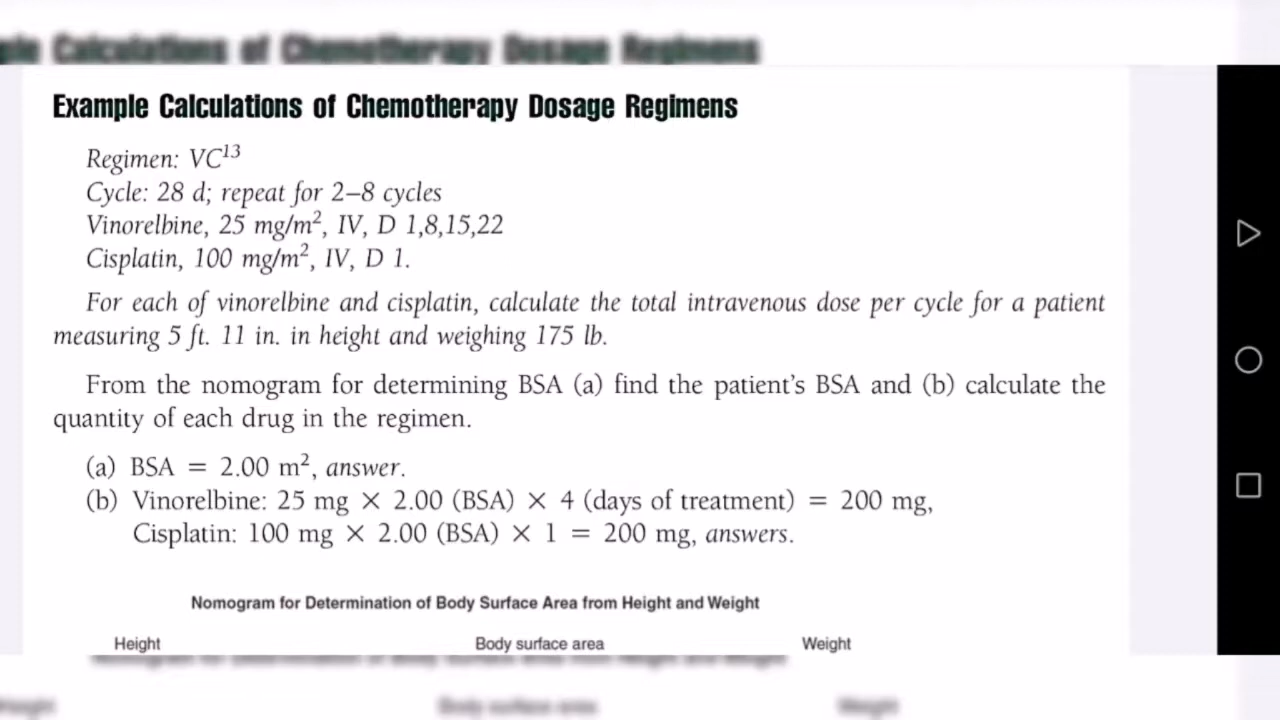 Example Calculations of Chemotherapy Dosage Regimens
Regimen: VC¹³
Cycle: 28 d; repeat for 2–8 cycles
Vinorelbine, 25 mg/m², IV, D 1,8,15,22
Cisplatin, 100 mg/m², IV, D 1.
For each of vinorelbine and cisplatin, calculate the total intravenous dose per cycle for a patient
measuring 5 ft. 11 in. in height and weighing 175 lb.
From the nomogram for determining BSA (a) find the patient's BSA and (b) calculate the
quantity of each drug in the regimen.
(a) BSA = 2.00 m², answer.
(b) Vinorelbine: 25 mg × 2.00 (BSA) × 4 (days of treatment) = 200 mg,
Cisplatin: 100 mg × 2.00 (BSA) × 1 = 200 mg, answers.
Nomogram for Determination of Body Surface Area from Height and Weight
Height Body surface area Weight